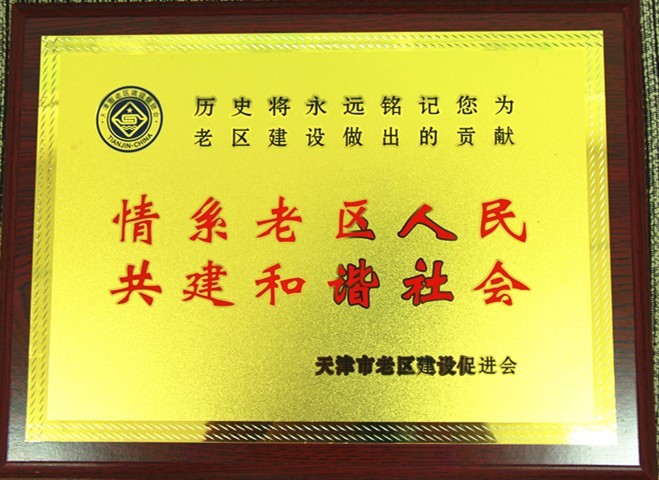 历史将永远铭记您为
老区建设做出的贡献
TIANJIN-CHINA
情系老区人民
共建和谐社会
天津市老区建设促进会